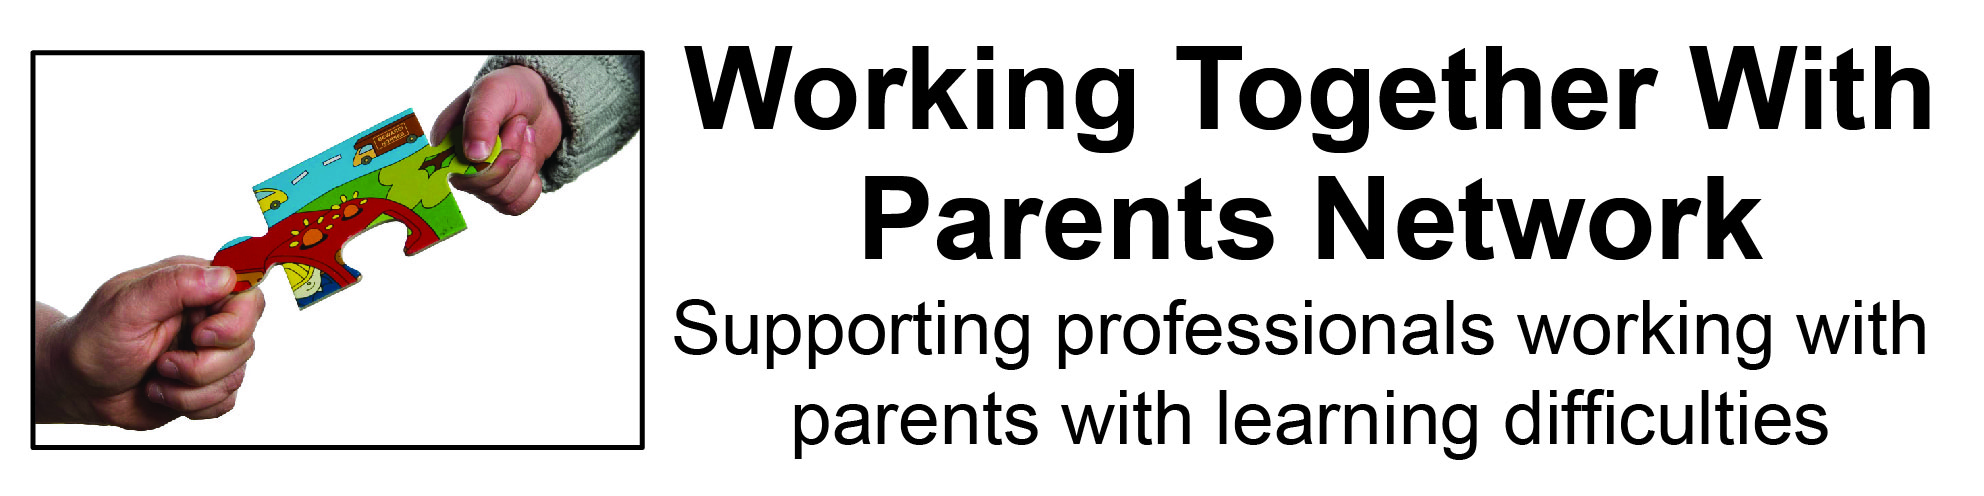 Working Together With
Parents Network
Supporting professionals working with
parents with learning difficulties